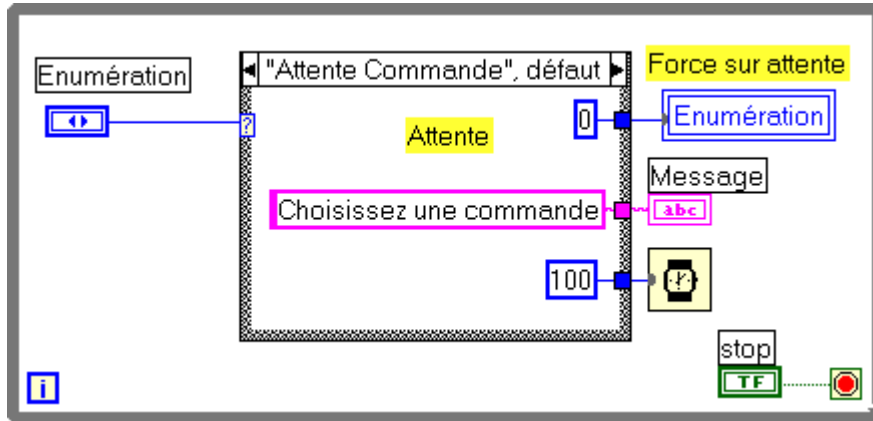 Enumération
"Attente Commande", défaut
Force sur attente
?
Attente
0
Enumération
Message
Choisissez une commande
abc
100
stop
TF
i